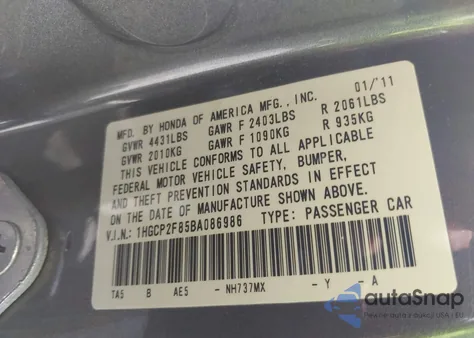 MFD. BY HONDA OF AMERICA MFG., INC. 01/'11
GVWR 4431LBS GAWR F 2403LBS R 2061LBS
GVWR 2010KG GAWR F 1090KG R 935KG
THIS VEHICLE CONFORMS TO ALL APPLICABLE
FEDERAL MOTOR VEHICLE SAFETY, BUMPER,
AND THEFT PREVENTION STANDARDS IN EFFECT
ON THE DATE OF MANUFACTURE SHOWN ABOVE.
V.I.N.: 1HGCP2F85BA086986 TYPE: PASSENGER CAR
TA5 B AE5 - NH737MX - Y - A
autoSnap